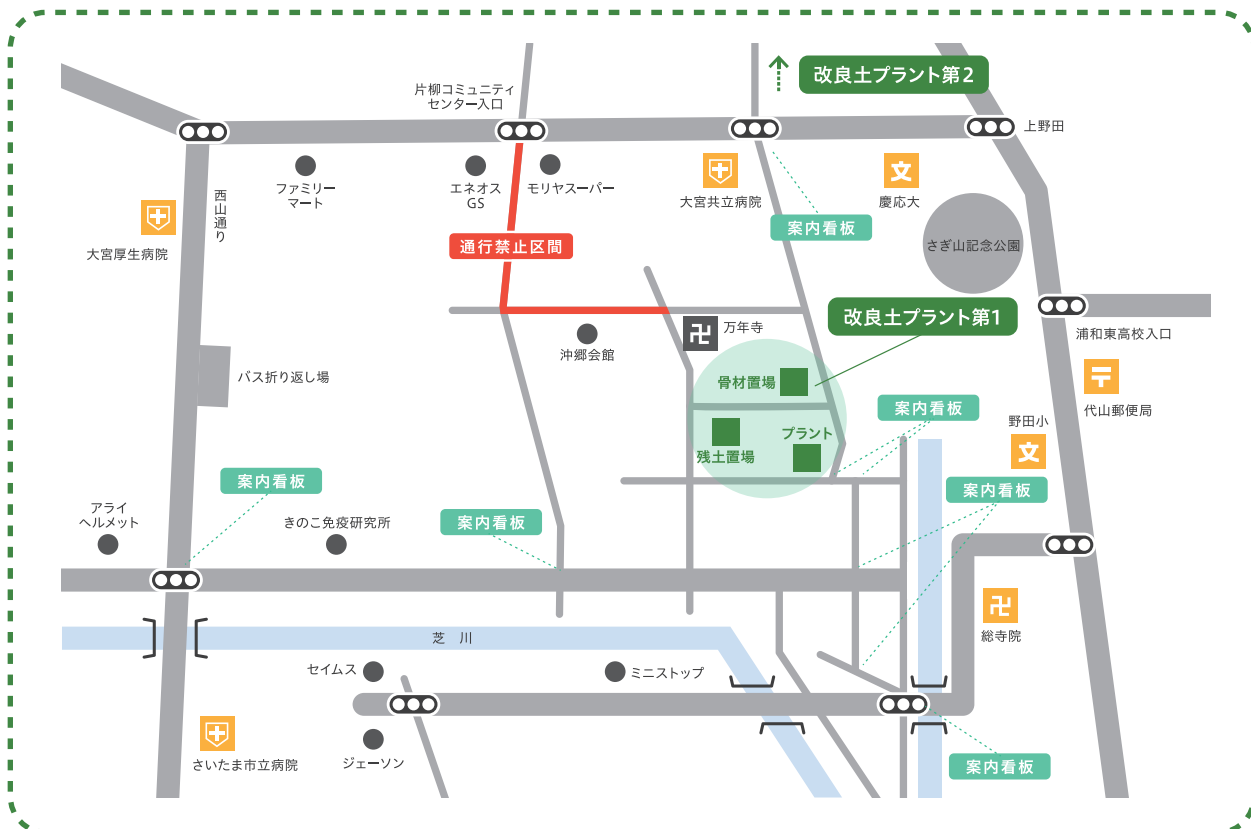 改良土プラント第2
片柳コミュニティ
センター入口
上野田
ファミリー
マート
エネオス
GS
モリヤスーパー
大宮共立病院
慶応大
西山通り
案内看板
大宮厚生病院
通行禁止区間
さぎ山記念公園
改良土プラント第1
万年寺
浦和東高校入口
沖郷会館
バス折り返し場
骨材置場
代山郵便局
案内看板
野田小
プラント
残土置場
案内看板
案内看板
アライ
ヘルメット
きのこ免疫研究所
案内看板
芝川
総寺院
セイムス
ミニストップ
さいたま市立病院
ジェーソン
案内看板